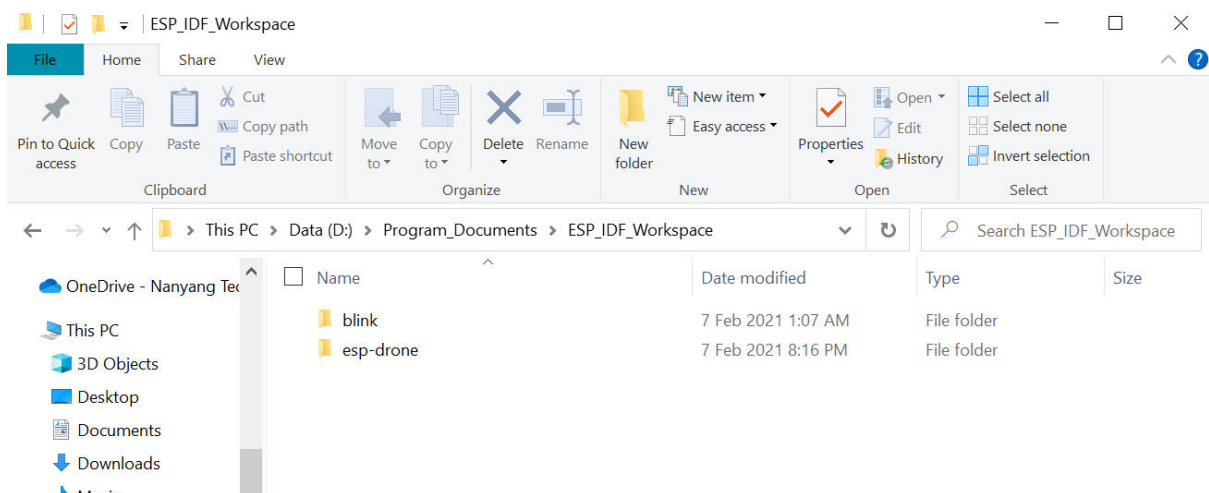 ESP_IDF_Workspace
File Home Share View
Pin to Quick access
Copy
Paste
Cut
Copy path
Paste shortcut
Clipboard
Move to
Copy to
Delete
Rename
Organize
New folder
New item
Easy access
New
Properties
Open
Edit
History
Open
Select all
Select none
Invert selection
Select
This PC > Data (D:) > Program_Documents > ESP_IDF_Workspace
Search ESP_IDF_Workspace
OneDrive - Nanyang Tec
This PC
3D Objects
Desktop
Documents
Downloads
Name Date modified Type Size
blink 7 Feb 2021 1:07 AM File folder
esp-drone 7 Feb 2021 8:16 PM File folder